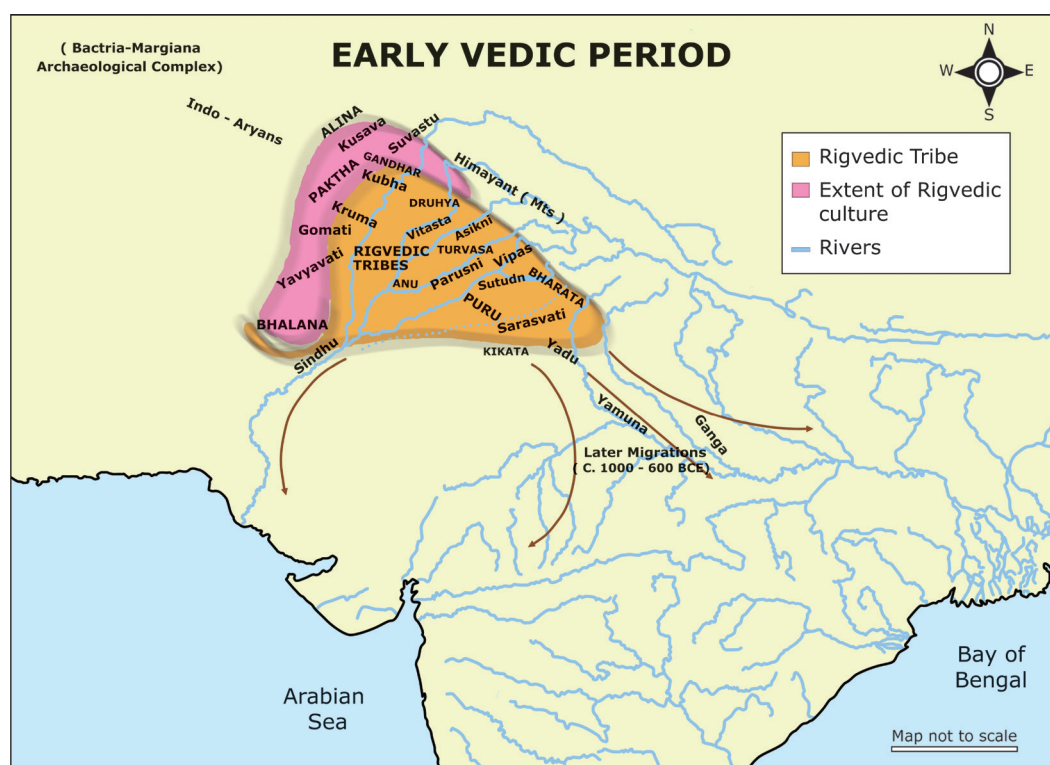 ( Bactria-Margiana
Archaeological Complex)
EARLY VEDIC PERIOD
N
W
E
S
Indo - Aryans
ALINA
Kusava
Suvastu
PAKTHA
GANDHAR
Kubha
Himayant ( Mts )
DRUHYA
Kruma
Vitasta
Asikni
Gomati
RIGVEDIC
TRIBES
TURVASA
Vipas
Yavyavati
ANU
Parusni
Sutudn
BHARATA
PURU
Sarasvati
BHALANA
Sindhu
KIKATA
Yadu
Rigvedic Tribe
Extent of Rigvedic
culture
Rivers
Yamuna
Ganga
Later Migrations
( C. 1000 - 600 BCE)
Arabian
Sea
Bay of
Bengal
Map not to scale